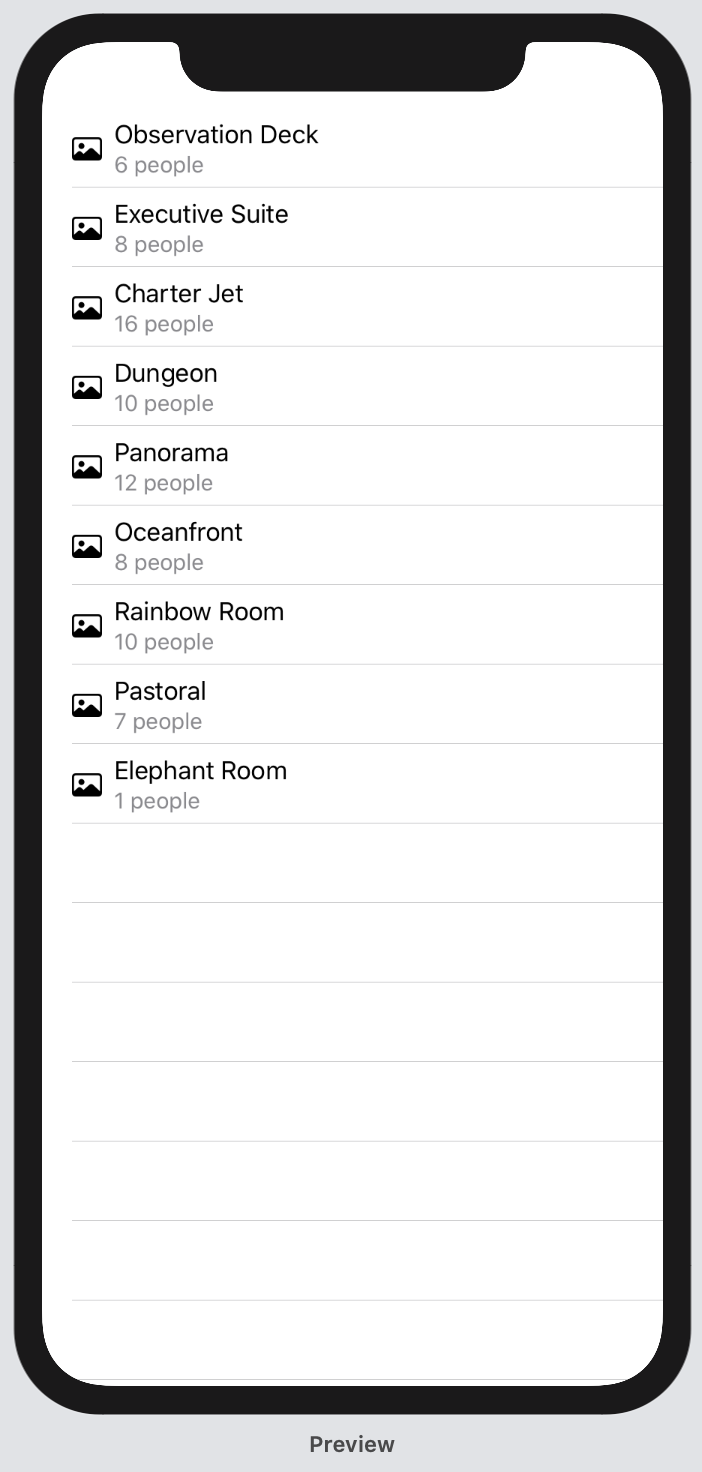 Observation Deck
6 people
Executive Suite
8 people
Charter Jet
16 people
Dungeon
10 people
Panorama
12 people
Oceanfront
8 people
Rainbow Room
10 people
Pastoral
7 people
Elephant Room
1 people
Preview